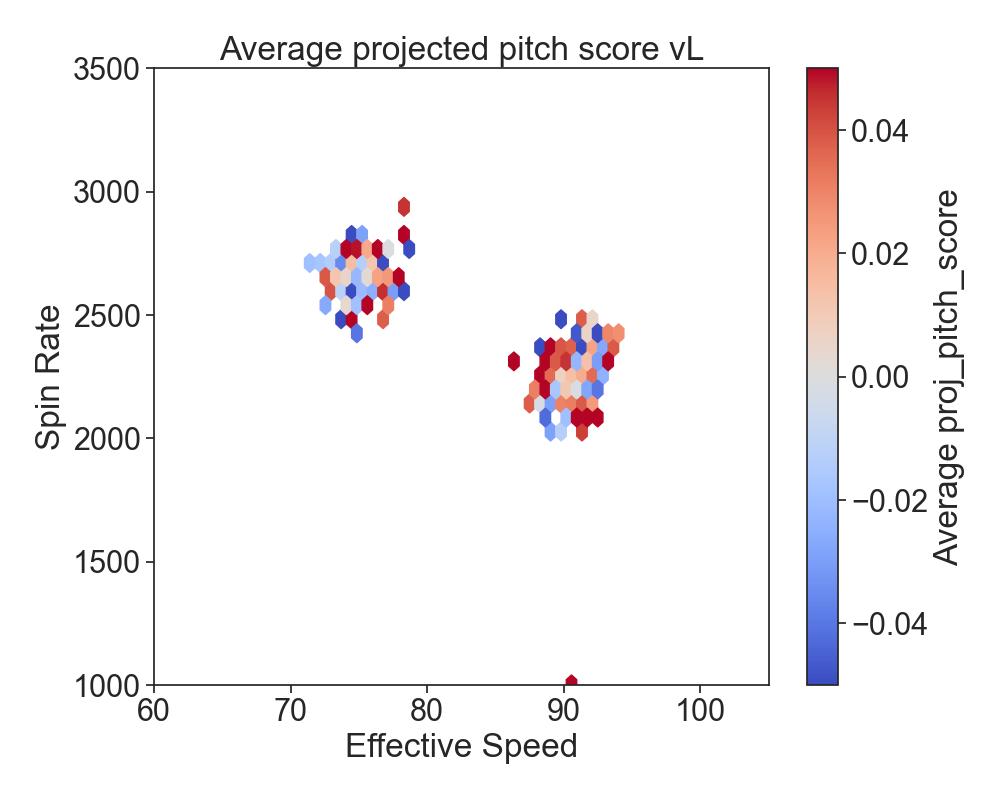 Average projected pitch score vL
3500
3000
2500
2000
1500
1000
Spin Rate
60 70 80 90 100
Effective Speed
0.04
0.02
0.00
−0.02
−0.04
Average proj_pitch_score